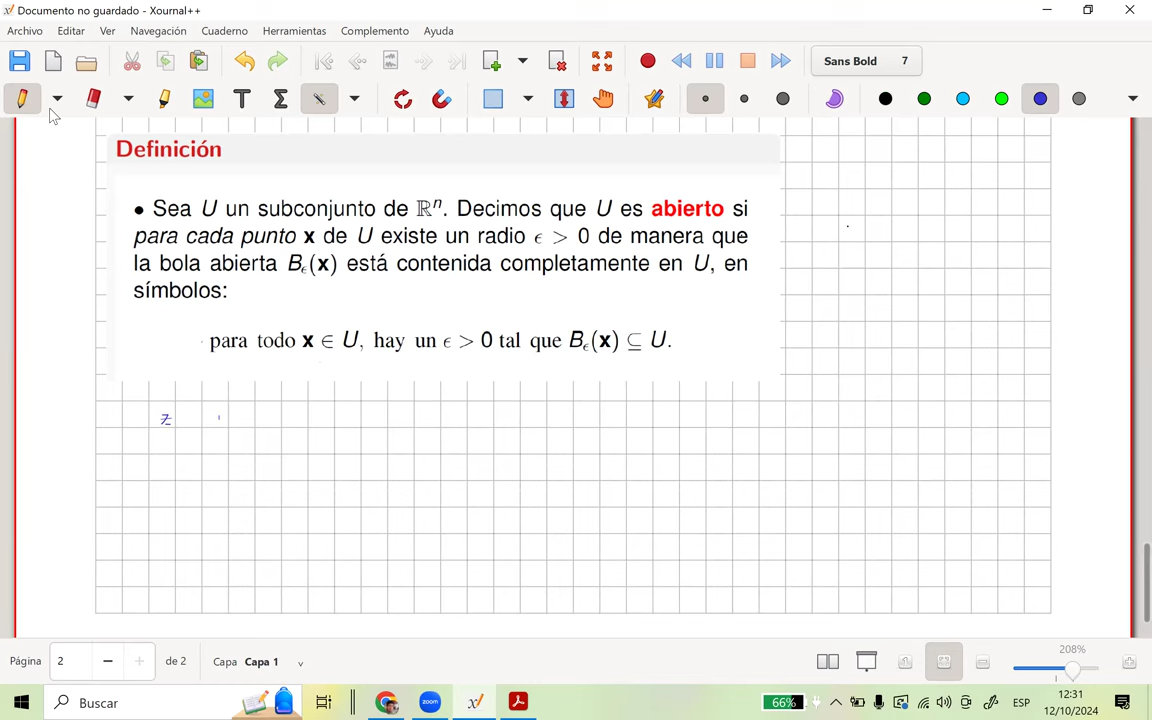 Documento no guardado - Xournal++
Archivo Editar Ver Navegación Cuaderno Herramientas Complemento Ayuda
Sans Bold 7
Definición
• Sea U un subconjunto de ℝⁿ. Decimos que U es abierto si
para cada punto x de U existe un radio ϵ > 0 de manera que
la bola abierta Bϵ(x) está contenida completamente en U, en
símbolos:
para todo x ∈ U, hay un ϵ > 0 tal que Bϵ(x) ⊆ U.
Página 2 de 2 Capa Capa 1 208%
Buscar 66% ESP 12:31
12/10/2024